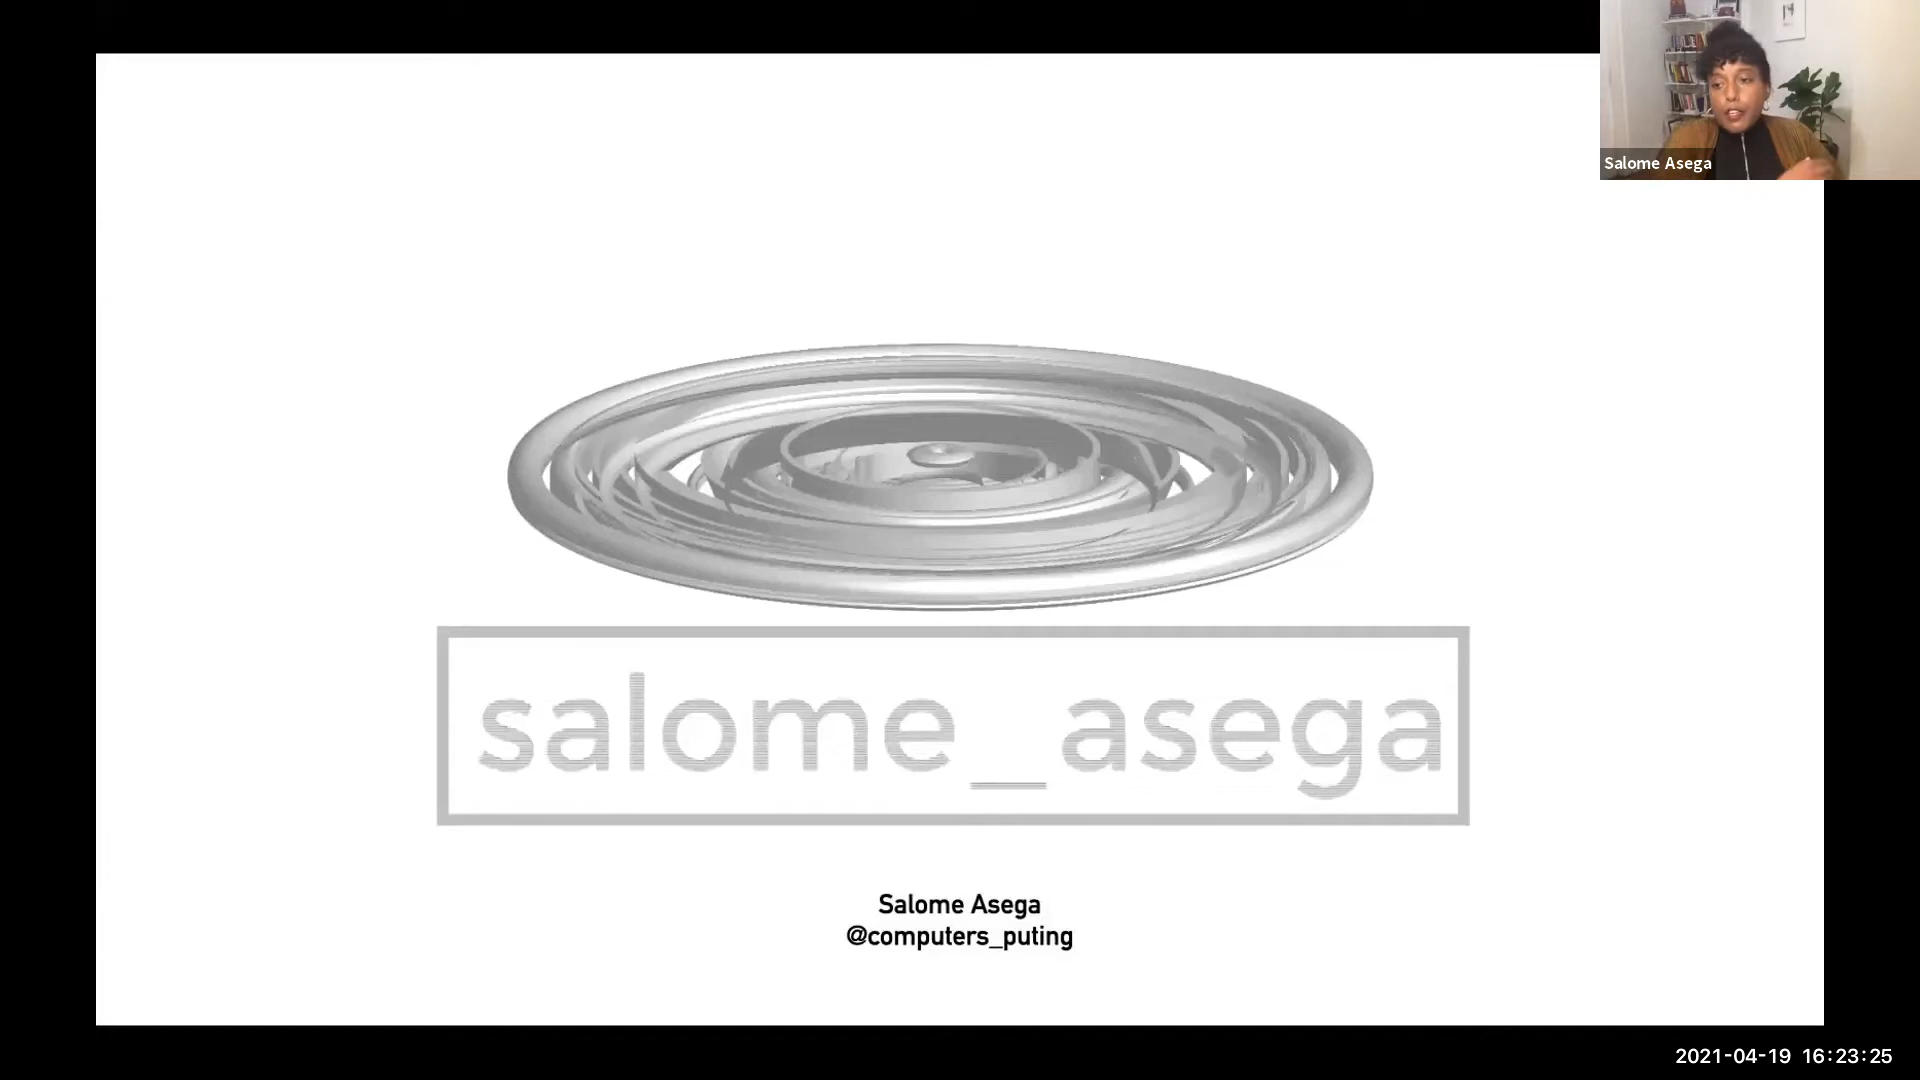 Salome Asega
salome_asega
Salome Asega
@computers_puting
2021-04-19 16:23:25